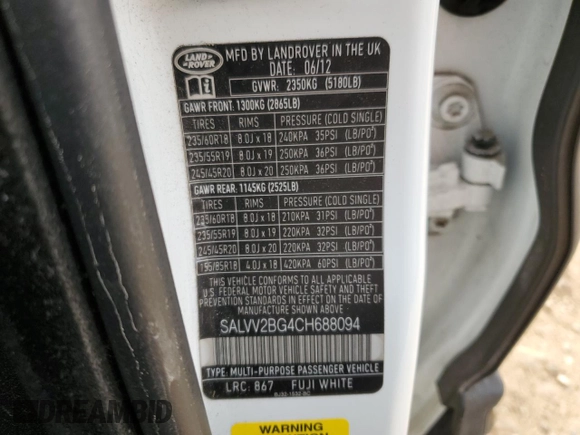 LAND
ROVER
MFD BY LANDROVER IN THE UK
DATE: 06/12
GVWR: 2350KG (5180LB)
GAWR FRONT: 1300KG (2865LB)
TIRES RIMS PRESSURE (COLD SINGLE)
235/60R18 8.0J x 18 240KPA 35PSI (LB/PO²)
235/55R19 8.0J x 19 250KPA 36PSI (LB/PO²)
245/45R20 8.0J x 20 250KPA 36PSI (LB/PO²)
GAWR REAR: 1145KG (2525LB)
TIRES RIMS PRESSURE (COLD SINGLE)
235/60R18 8.0J x 18 210KPA 31PSI (LB/PO²)
235/55R19 8.0J x 19 220KPA 32PSI (LB/PO²)
245/45R20 8.0J x 20 220KPA 32PSI (LB/PO²)
155/85R18 4.0J x 18 420KPA 60PSI (LB/PO²)
THIS VEHICLE CONFORMS TO ALL APPLICABLE
U.S. FEDERAL MOTOR VEHICLE SAFETY STANDARDS
IN EFFECT ON THE DATE OF
MANUFACTURE SHOWN ABOVE
SALVV2BG4CH688094
TYPE: MULTI-PURPOSE PASSENGER VEHICLE
LRC: 867 FUJI WHITE
WARNING
DREAMBID